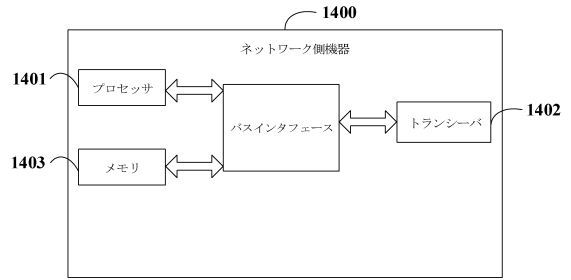 1400
ネットワーク側機器
1401
プロセッサ
バスインタフェース
トランシーバ
1402
1403
メモリ